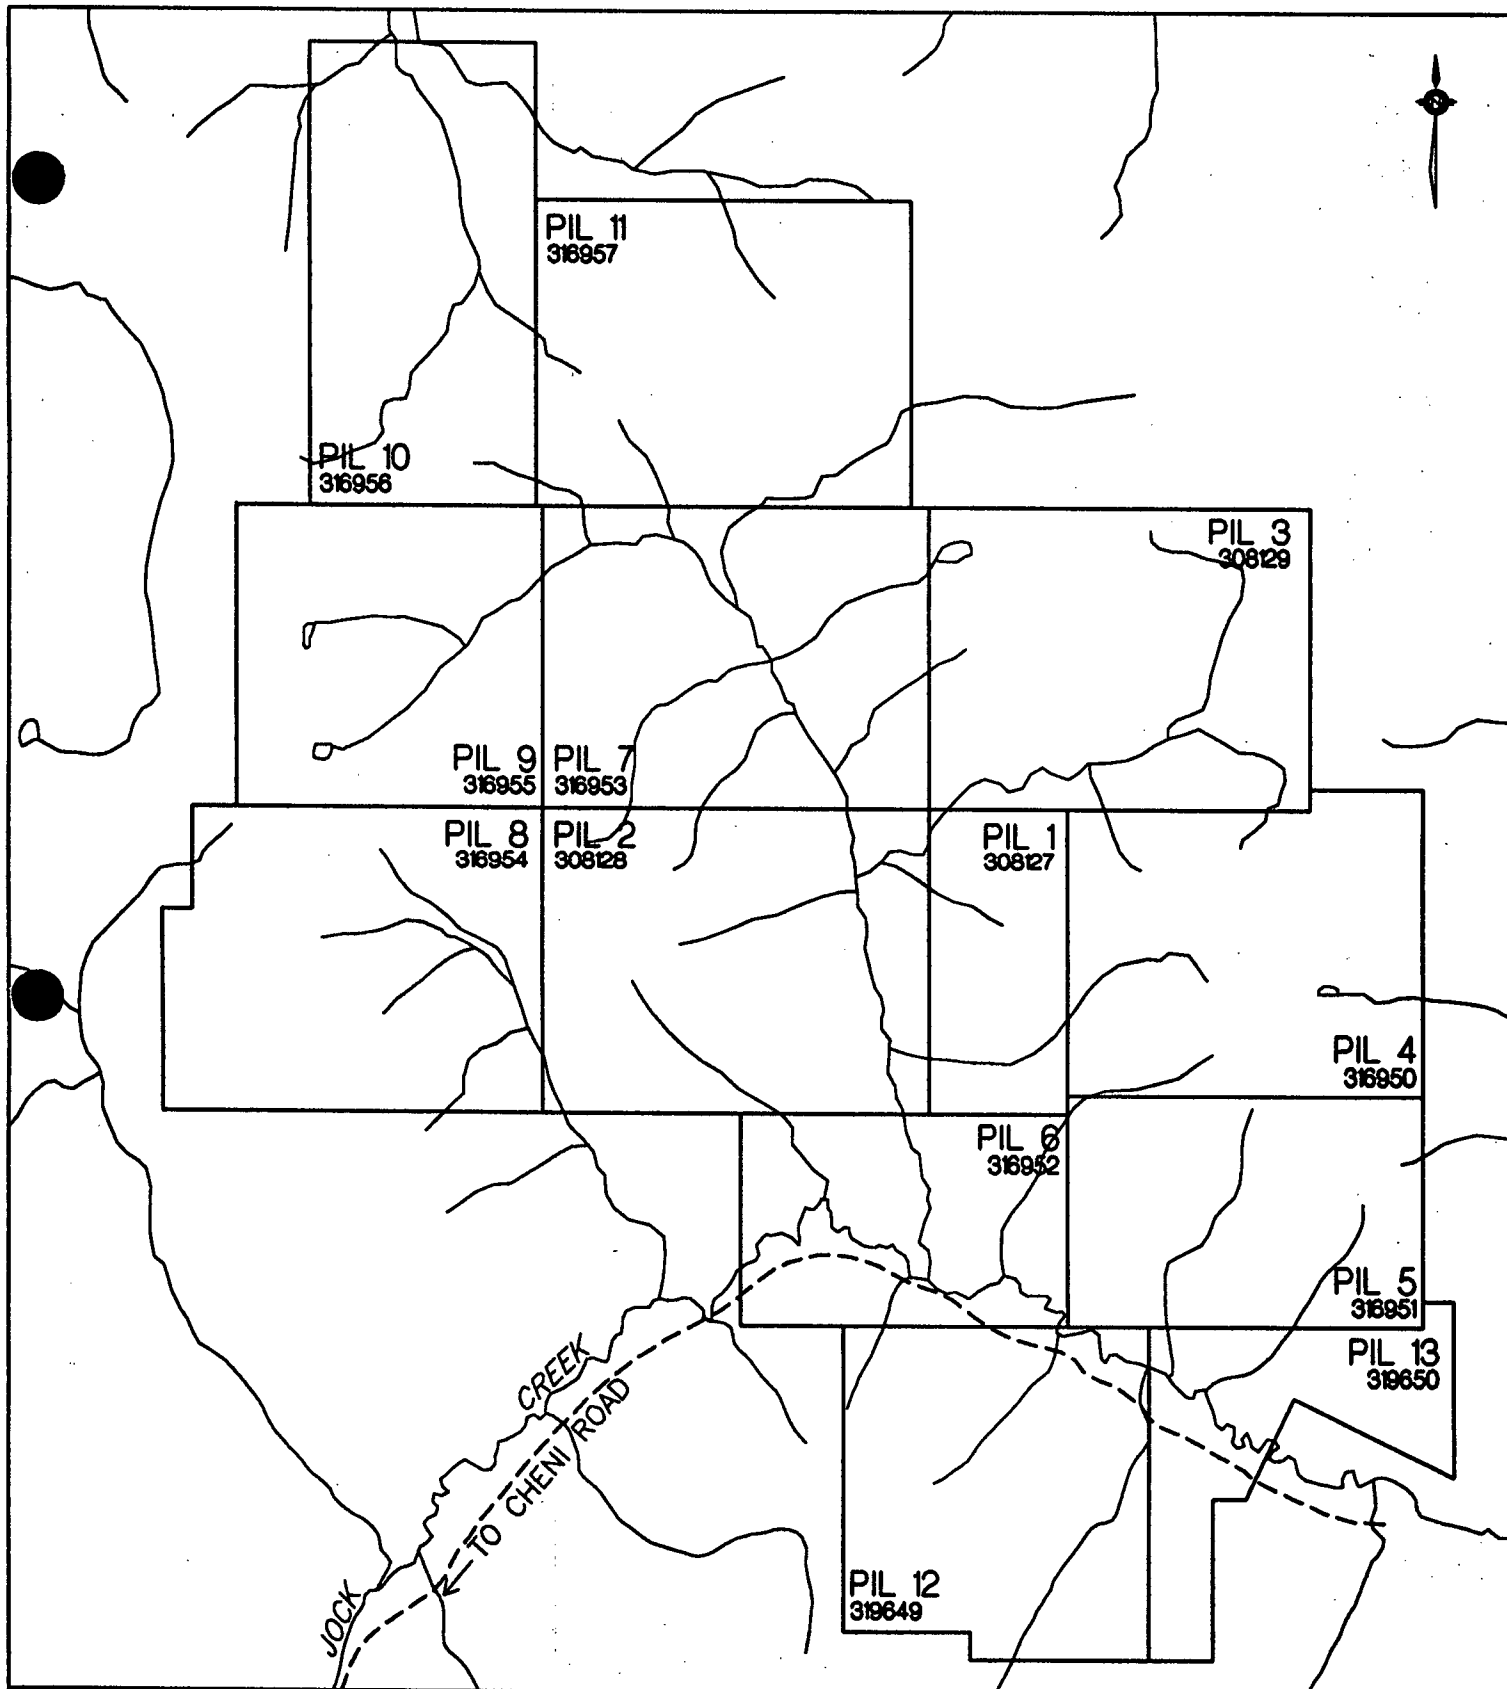 PIL 11
316957
PIL 10
316956
PIL 3
308129
PIL 9
316955
PIL 7
316953
PIL 8
316954
PIL 2
308128
PIL 1
308127
PIL 4
316950
PIL 6
316952
PIL 5
316951
PIL 13
319650
CREEK
TO CHENI ROAD
JOCK
PIL 12
319649